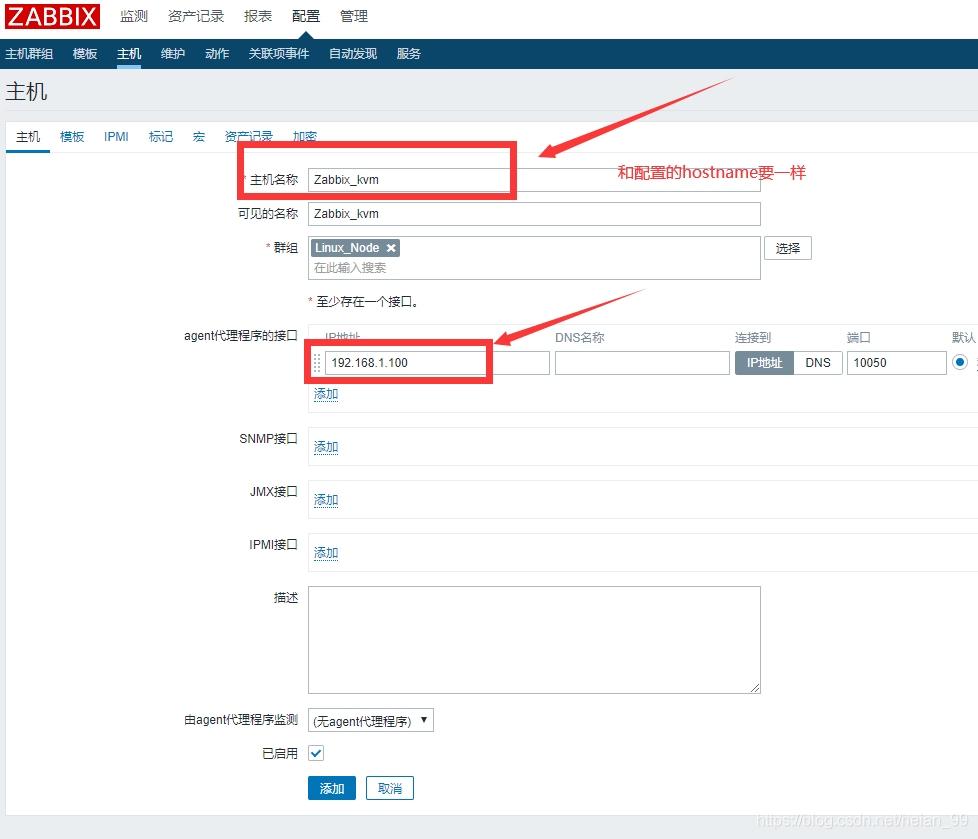 ZABBIX 监测 资产记录 报表 配置 管理
主机群组 模板 主机 维护 动作 关联项事件 自动发现 服务
主机
主机 模板 IPMI 标记 宏 资产记录 加密
和配置的hostname要一样
* 主机名称 Zabbix_kvm
可见的名称 Zabbix_kvm
* 群组 Linux_Node 选择
在此输入搜索
* 至少存在一个接口。
agent代理程序的接口 IP地址 DNS名称 连接到 端口 默认
192.168.1.100 IP地址 DNS 10050
添加
SNMP接口 添加
JMX接口 添加
IPMI接口 添加
描述
由agent代理程序监测 (无agent代理程序)
已启用
添加 取消
https://blog.csdn.net/helan_99